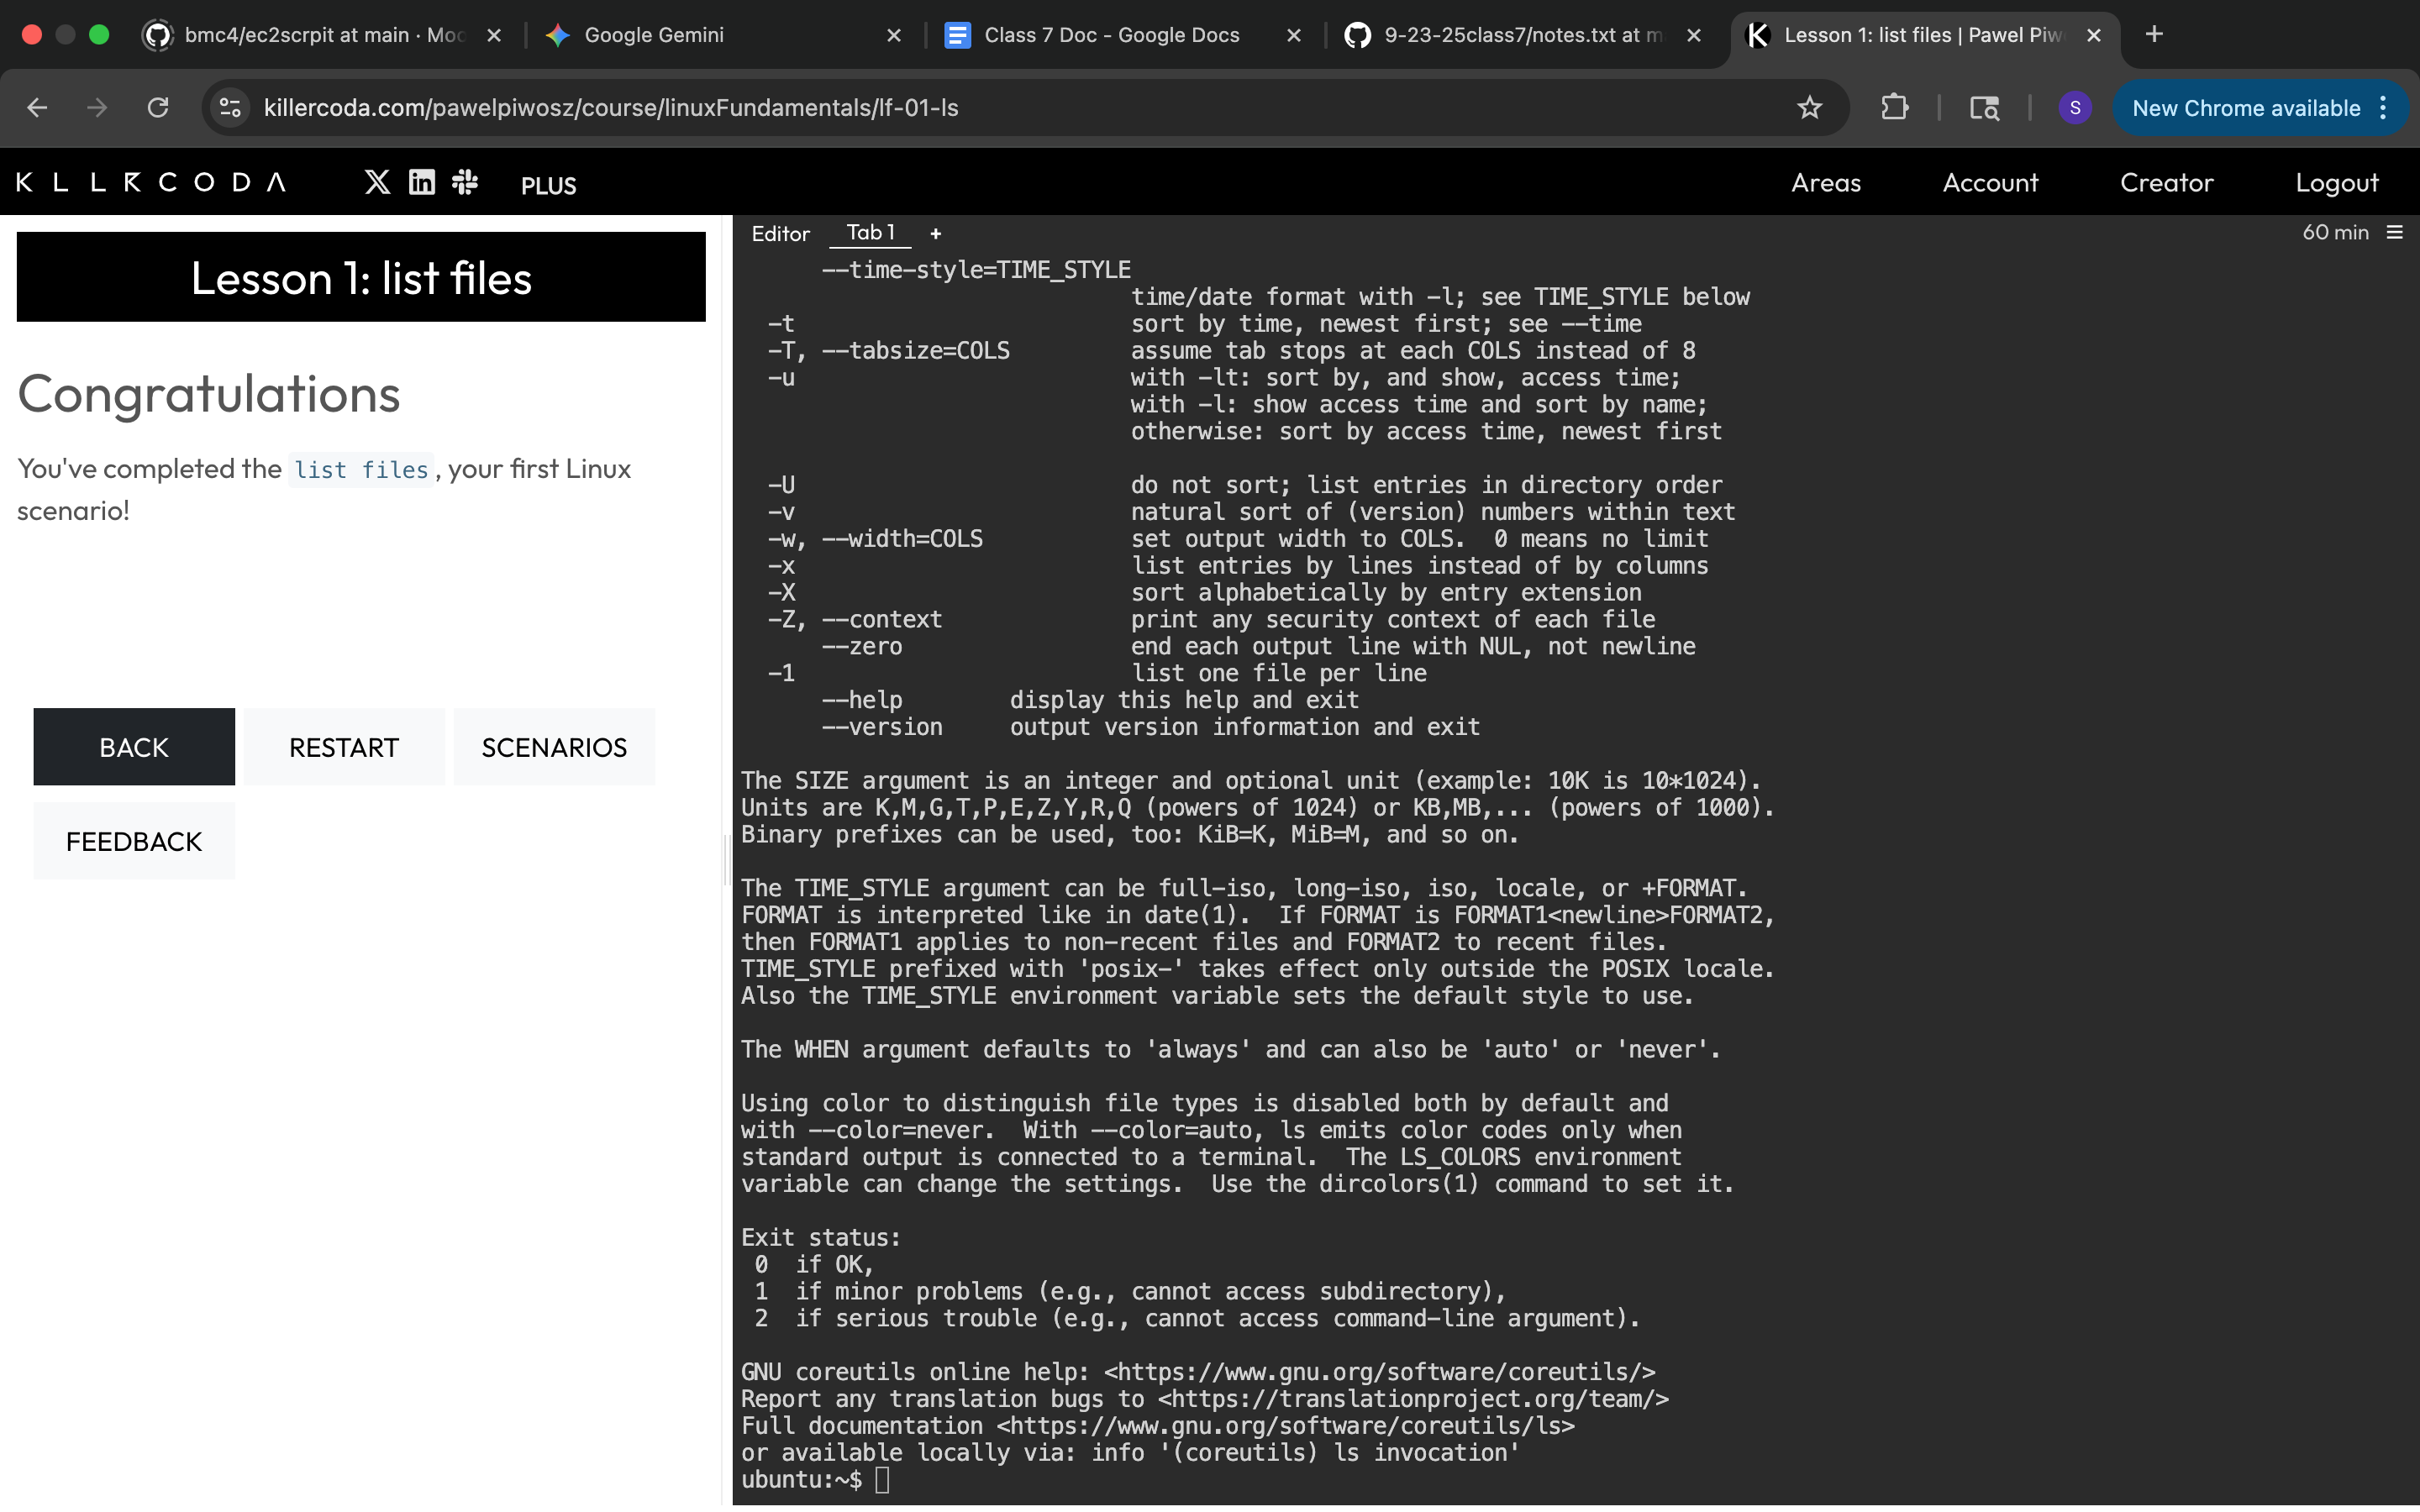 bmc4/ec2scrpit at main · Moo
Google Gemini
Class 7 Doc - Google Docs
9-23-25class7/notes.txt at m
Lesson 1: list files | Pawel Piw
killercoda.com/pawelpiwosz/course/linuxFundamentals/lf-01-ls
S
New Chrome available
KLLRCODA
PLUS
Areas
Account
Creator
Logout
Lesson 1: list files
Congratulations
You've completed the list files, your first Linux
scenario!
BACK
RESTART
SCENARIOS
FEEDBACK
Editor
Tab 1
+
60 min
      --time-style=TIME_STYLE
                             time/date format with -l; see TIME_STYLE below
  -t                         sort by time, newest first; see --time
  -T, --tabsize=COLS         assume tab stops at each COLS instead of 8
  -u                         with -lt: sort by, and show, access time;
                             with -l: show access time and sort by name;
                             otherwise: sort by access time, newest first
  -U                         do not sort; list entries in directory order
  -v                         natural sort of (version) numbers within text
  -w, --width=COLS           set output width to COLS.  0 means no limit
  -x                         list entries by lines instead of by columns
  -X                         sort alphabetically by entry extension
  -Z, --context              print any security context of each file
      --zero                 end each output line with NUL, not newline
  -1                         list one file per line
      --help        display this help and exit
      --version     output version information and exit
The SIZE argument is an integer and optional unit (example: 10K is 10*1024).
Units are K,M,G,T,P,E,Z,Y,R,Q (powers of 1024) or KB,MB,... (powers of 1000).
Binary prefixes can be used, too: KiB=K, MiB=M, and so on.
The TIME_STYLE argument can be full-iso, long-iso, iso, locale, or +FORMAT.
FORMAT is interpreted like in date(1).  If FORMAT is FORMAT1<newline>FORMAT2,
then FORMAT1 applies to non-recent files and FORMAT2 to recent files.
TIME_STYLE prefixed with 'posix-' takes effect only outside the POSIX locale.
Also the TIME_STYLE environment variable sets the default style to use.
The WHEN argument defaults to 'always' and can also be 'auto' or 'never'.
Using color to distinguish file types is disabled both by default and
with --color=never.  With --color=auto, ls emits color codes only when
standard output is connected to a terminal.  The LS_COLORS environment
variable can change the settings.  Use the dircolors(1) command to set it.
Exit status:
 0  if OK,
 1  if minor problems (e.g., cannot access subdirectory),
 2  if serious trouble (e.g., cannot access command-line argument).
GNU coreutils online help: <https://www.gnu.org/software/coreutils/>
Report any translation bugs to <https://translationproject.org/team/>
Full documentation <https://www.gnu.org/software/coreutils/ls>
or available locally via: info '(coreutils) ls invocation'
ubuntu:~$